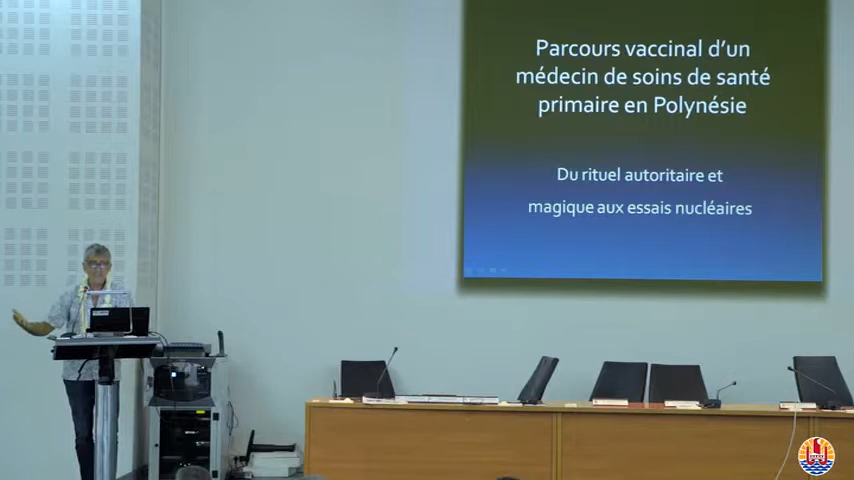 Parcours vaccinal d'un
médecin de soins de santé
primaire en Polynésie
Du rituel autoritaire et
magique aux essais nucléaires